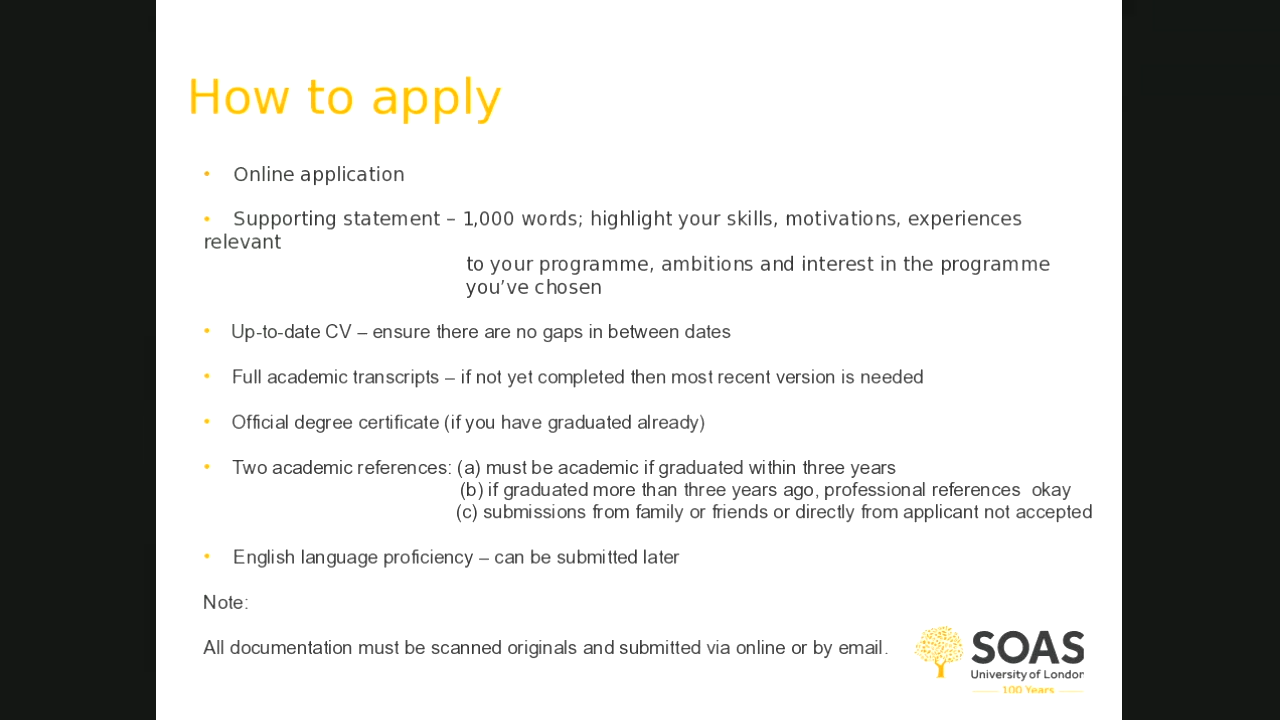 How to apply
• Online application
• Supporting statement – 1,000 words; highlight your skills, motivations, experiences
relevant
to your programme, ambitions and interest in the programme
you’ve chosen
• Up-to-date CV – ensure there are no gaps in between dates
• Full academic transcripts – if not yet completed then most recent version is needed
• Official degree certificate (if you have graduated already)
• Two academic references: (a) must be academic if graduated within three years
(b) if graduated more than three years ago, professional references okay
(c) submissions from family or friends or directly from applicant not accepted
• English language proficiency – can be submitted later
Note:
All documentation must be scanned originals and submitted via online or by email.
SOAS
University of London
100 Years